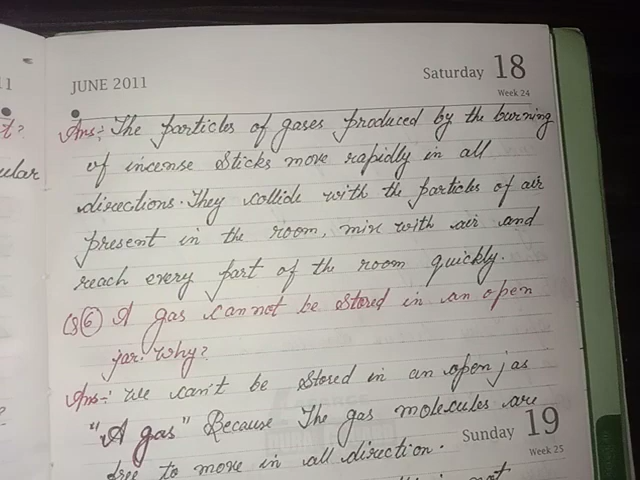 11
t?
ular
JUNE 2011
Saturday 18
Week 24
Ans:- The particles of gases produced by the burning
of incense sticks move rapidly in all
directions. They collide with the particles of air
present in the room, mix with air and
reach every part of the room quickly.
Q6 A gas cannot be stored in an open
jar. Why?
Ans-: We can't be stored in an open jas
"A gas" Because The gas molecules are
Sunday 19
Week 25
free to move in all direction.
not